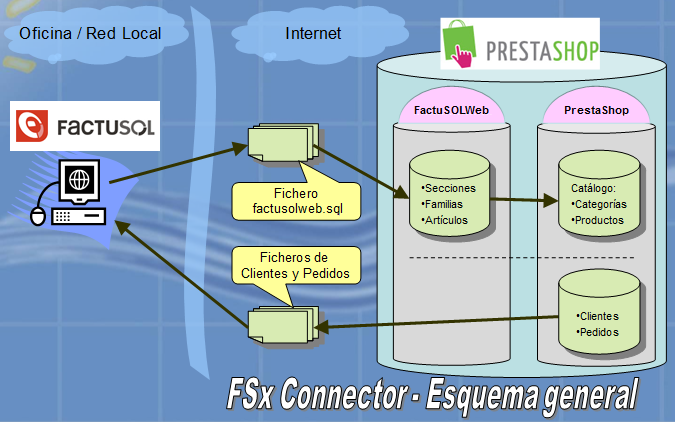 Oficina / Red Local
Internet
PRESTASHOP
FACTUSOL
FactuSOLWeb
PrestaShop
•Secciones
•Familias
•Artículos
Catálogo:
•Categorías
•Productos
Fichero
factusolweb.sql
Ficheros de
Clientes y Pedidos
•Clientes
•Pedidos
FSx Connector - Esquema general